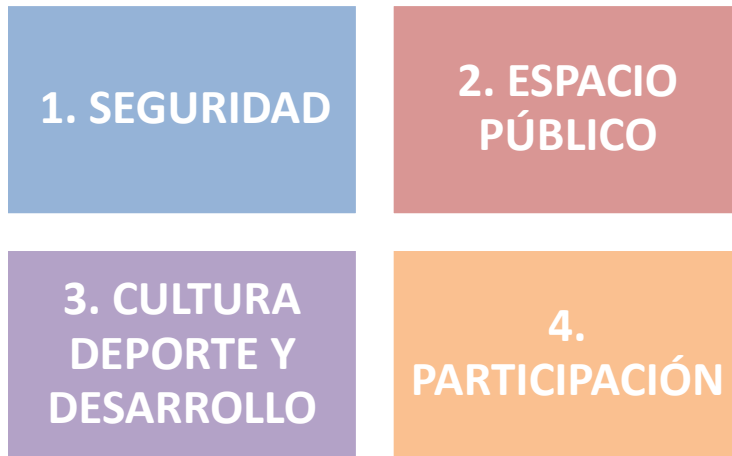 1. SEGURIDAD
2. ESPACIO
PÚBLICO
3. CULTURA
DEPORTE Y
DESARROLLO
4.
PARTICIPACIÓN